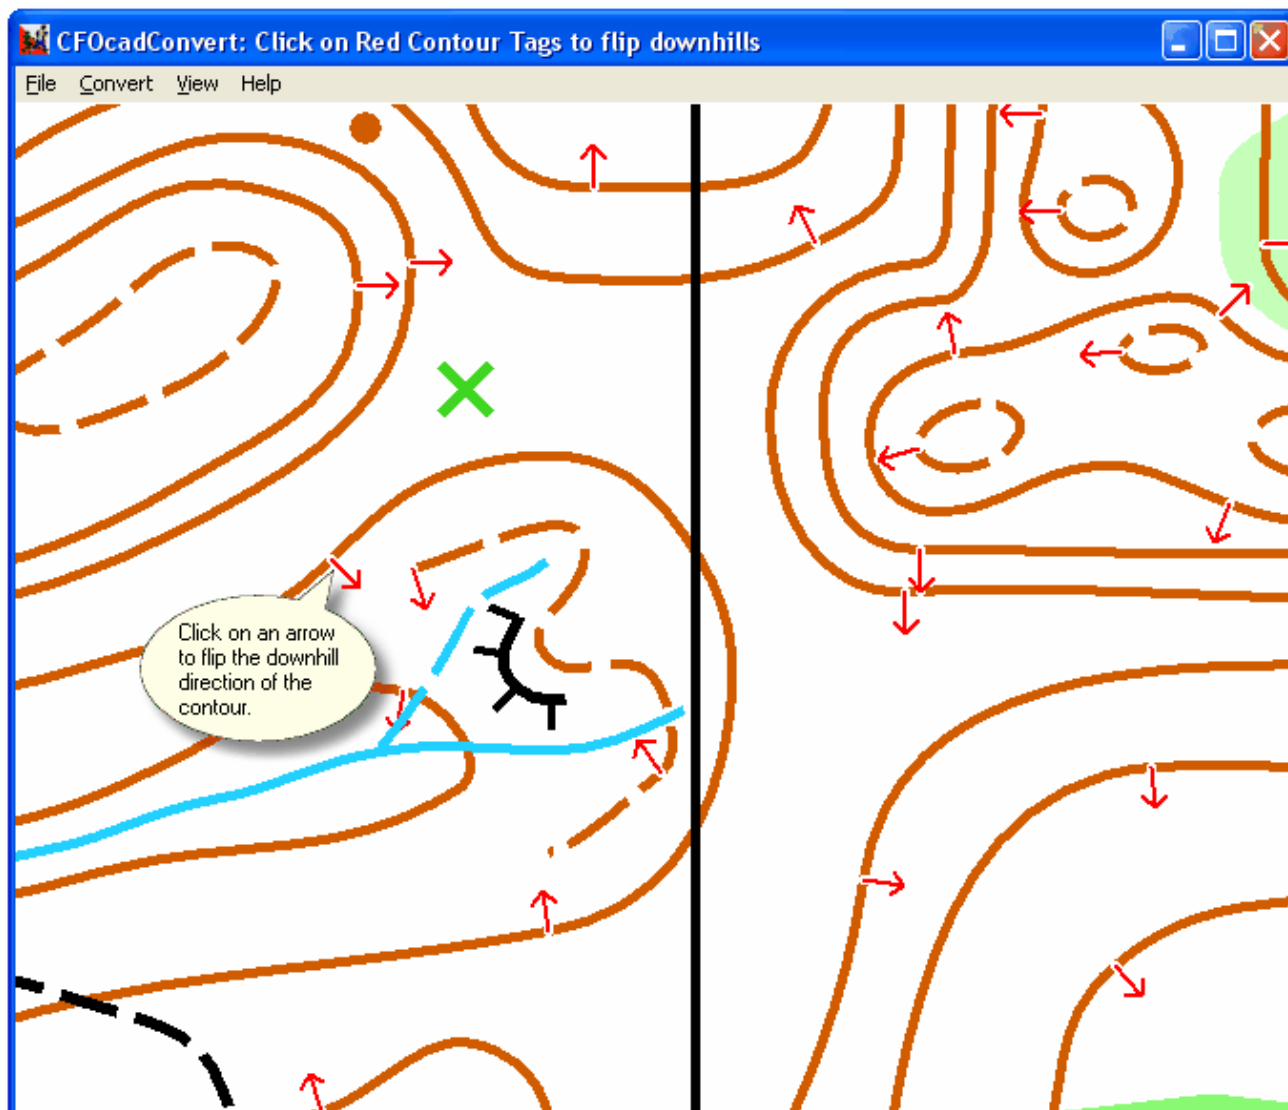 CFOcadConvert: Click on Red Contour Tags to flip downhills
File Convert View Help
Click on an arrow
to flip the downhill
direction of the
contour.